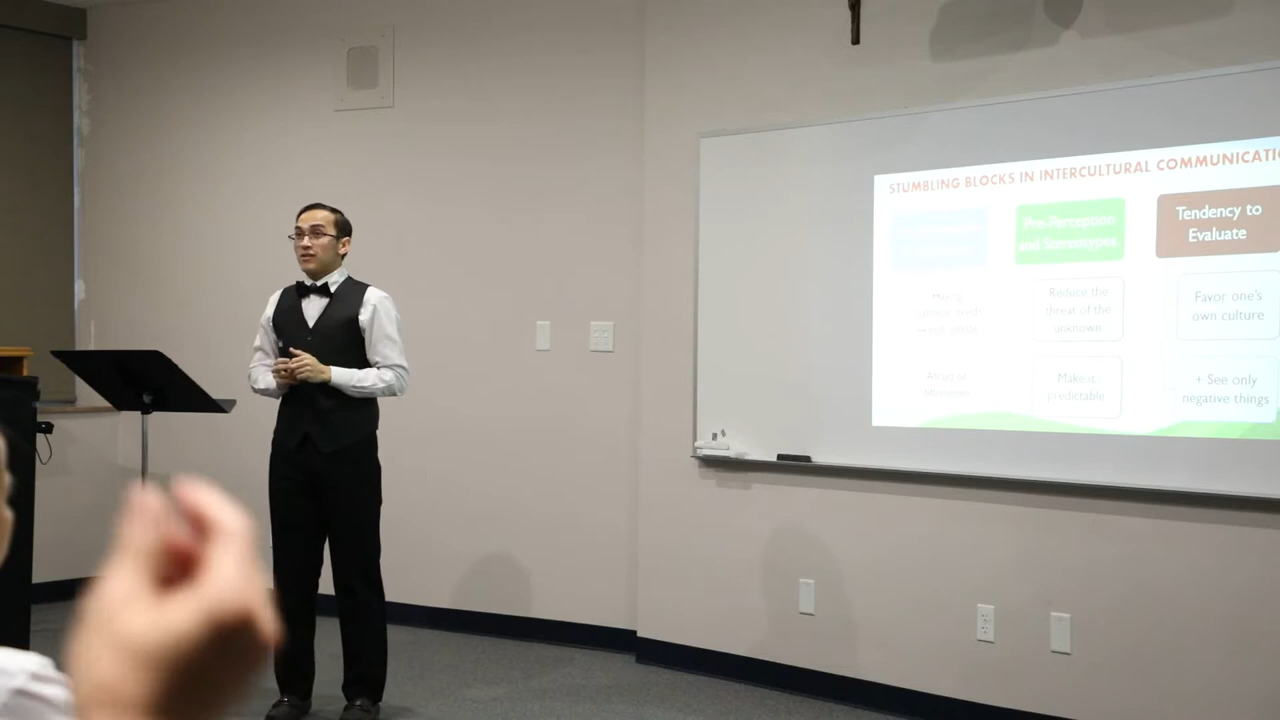 STUMBLING BLOCKS IN INTERCULTURAL COMMUNICATI
Pre-Perception
and Stereotypes
Tendency to
Evaluate
Reduce the
threat of the
unknown
Favor one's
own culture
Make it
predictable
+ See only
negative things